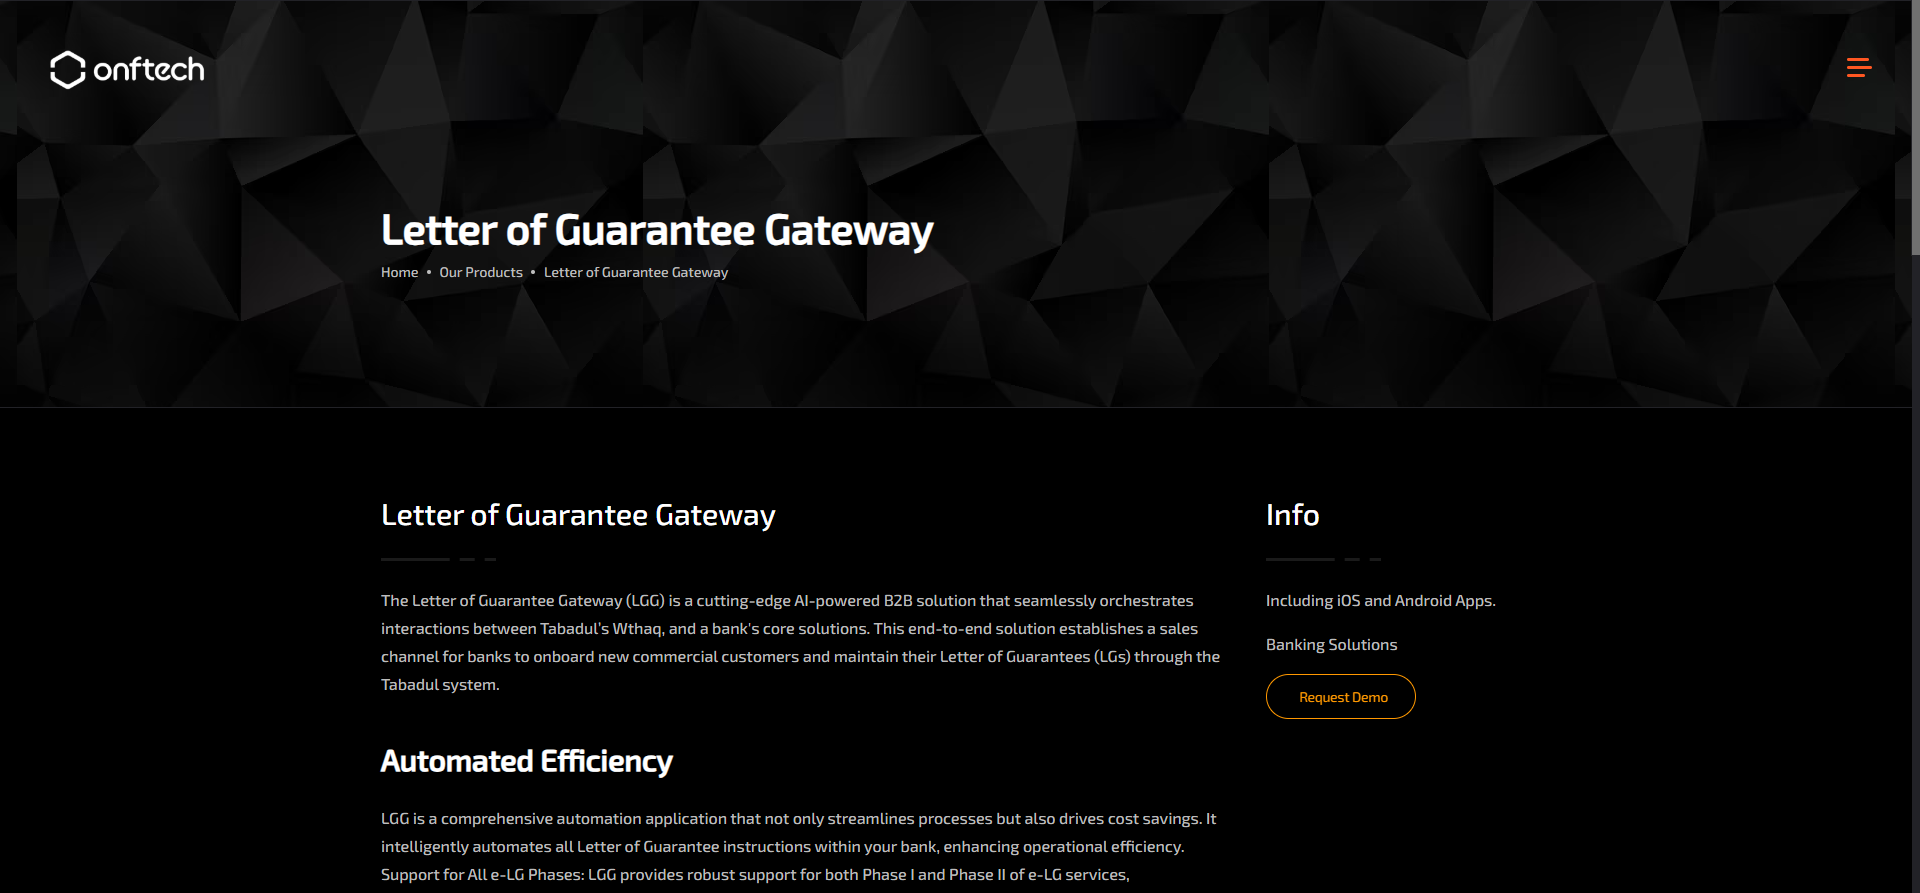 onftech
Letter of Guarantee Gateway
Home • Our Products • Letter of Guarantee Gateway
Letter of Guarantee Gateway
The Letter of Guarantee Gateway (LGG) is a cutting-edge AI-powered B2B solution that seamlessly orchestrates
interactions between Tabadul’s Wthaq, and a bank's core solutions. This end-to-end solution establishes a sales
channel for banks to onboard new commercial customers and maintain their Letter of Guarantees (LGs) through the
Tabadul system.
Automated Efficiency
LGG is a comprehensive automation application that not only streamlines processes but also drives cost savings. It
intelligently automates all Letter of Guarantee instructions within your bank, enhancing operational efficiency.
Support for All e-LG Phases: LGG provides robust support for both Phase I and Phase II of e-LG services,
Info
Including iOS and Android Apps.
Banking Solutions
Request Demo